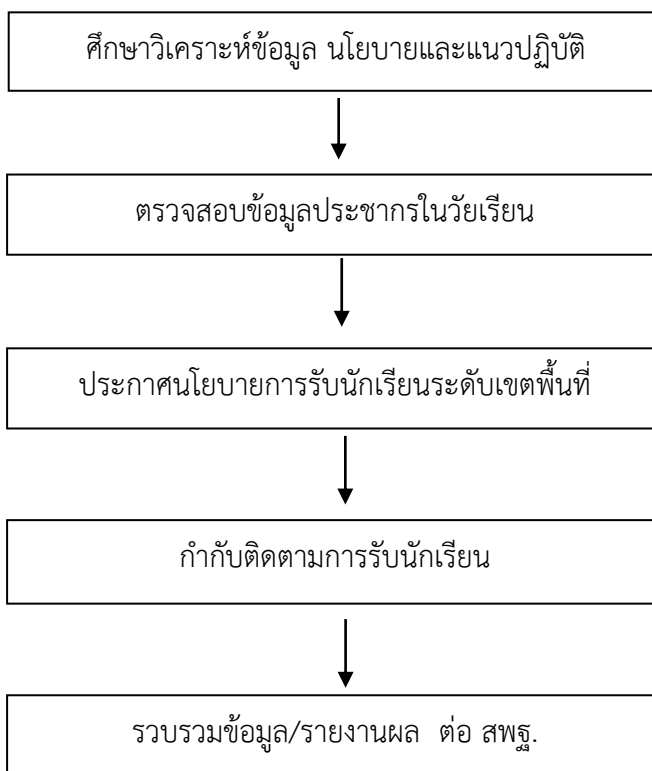 ศึกษาวิเคราะห์ข้อมูล นโยบายและแนวปฏิบัติ
ตรวจสอบข้อมูลประชากรในวัยเรียน
ประกาศนโยบายการรับนักเรียนระดับเขตพื้นที่
กำกับติดตามการรับนักเรียน
รวบรวมข้อมูล/รายงานผล ต่อ สพฐ.